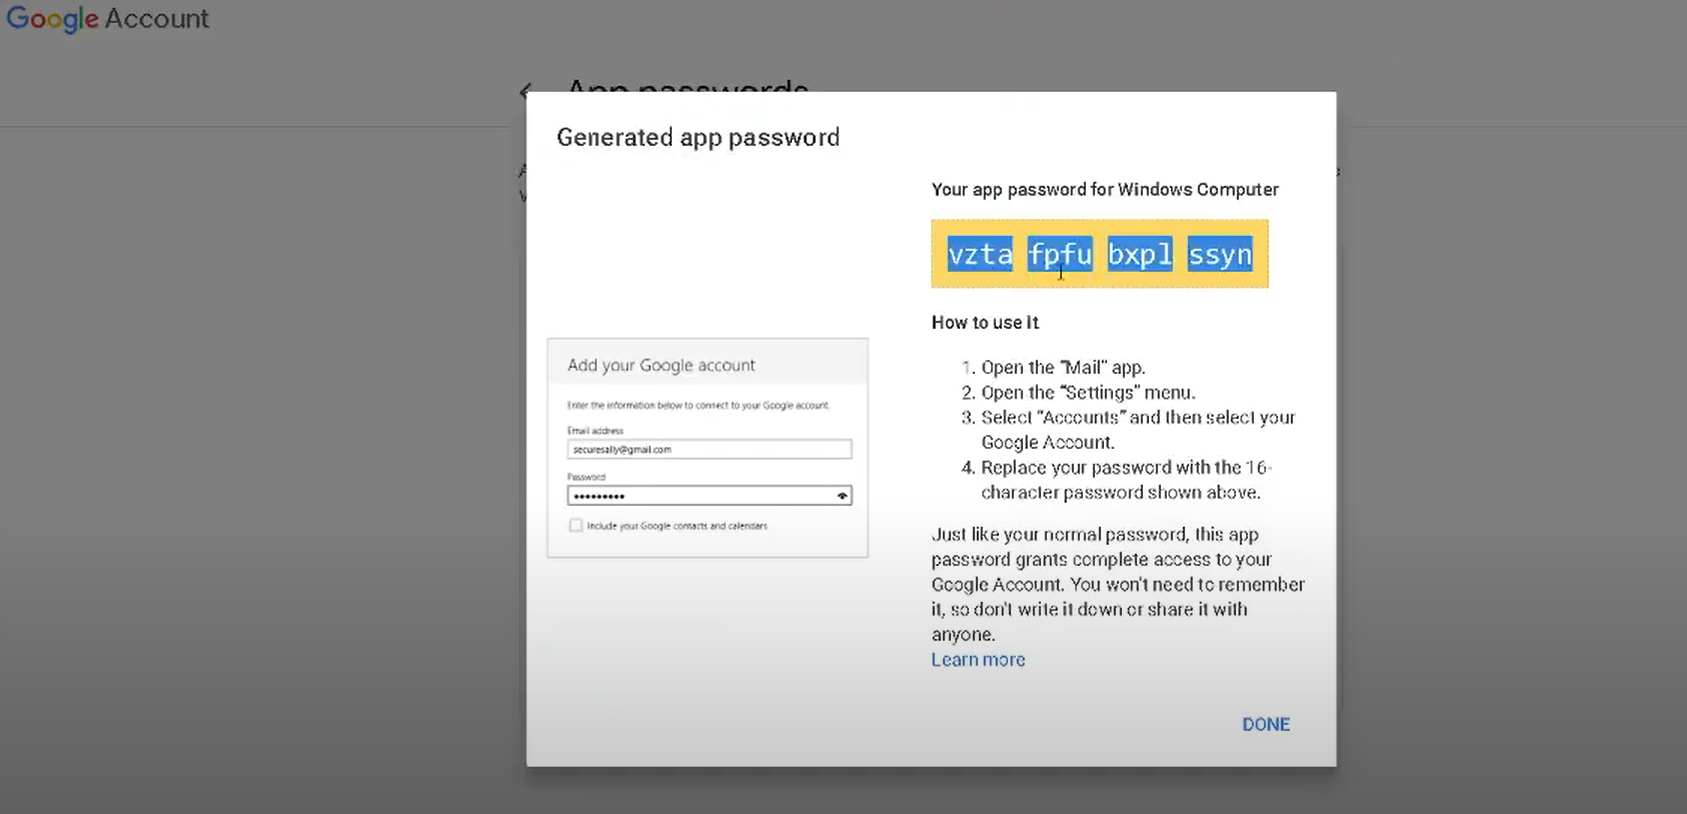 Google Account
App passwords
Generated app password
Your app password for Windows Computer
vzta fpfu bxpl ssyn
How to use it
1. Open the "Mail" app.
2. Open the "Settings" menu.
3. Select "Accounts" and then select your
Google Account.
4. Replace your password with the 16-
character password shown above.
Just like your normal password, this app
password grants complete access to your
Google Account. You won't need to remember
it, so don't write it down or share it with
anyone.
Learn more
DONE
Add your Google account
Enter the information below to connect to your Google account.
Email address
securesally@gmail.com
Password
•••••••••
Include your Google contacts and calendars